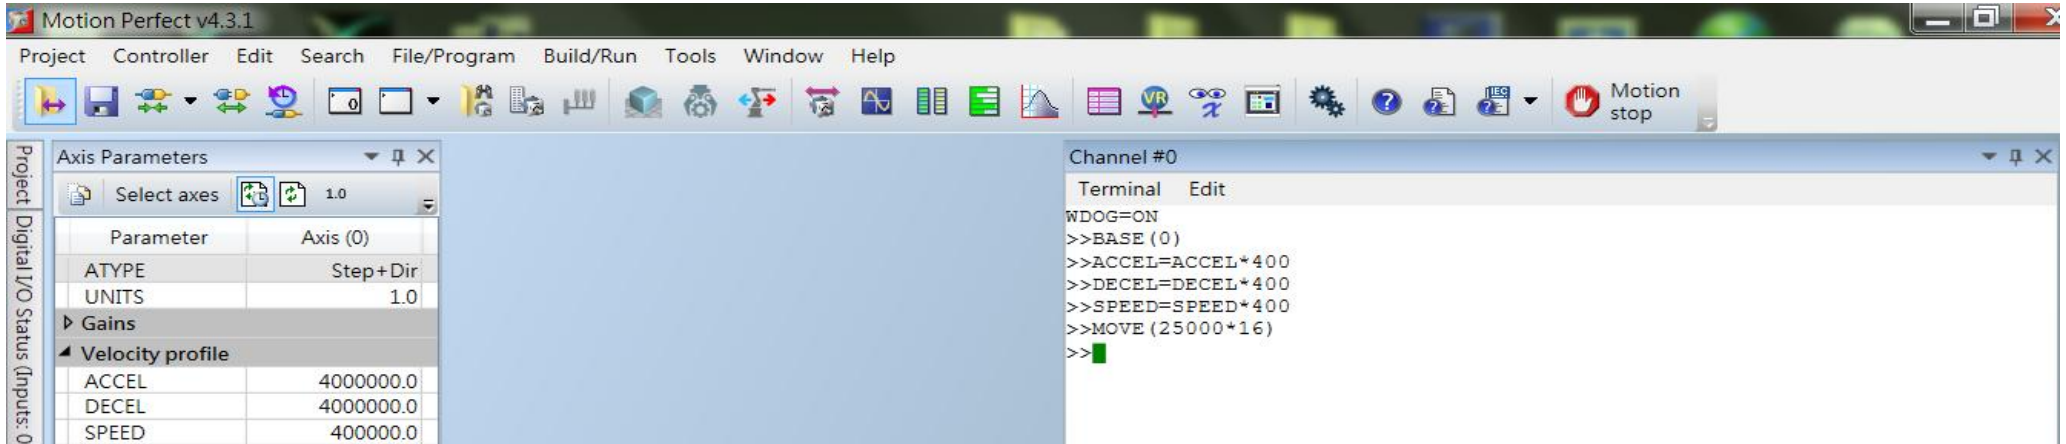 Motion Perfect v4.3.1
Project Controller Edit Search File/Program Build/Run Tools Window Help
0 VR x IEC Motion
stop
Project
Digital I/O Status (Inputs: 0
Axis Parameters
Select axes 1.0
Parameter Axis (0)
ATYPE Step+Dir
UNITS 1.0
Gains
Velocity profile
ACCEL 4000000.0
DECEL 4000000.0
SPEED 400000.0
Channel #0
Terminal Edit
WDOG=ON
>>BASE(0)
>>ACCEL=ACCEL*400
>>DECEL=DECEL*400
>>SPEED=SPEED*400
>>MOVE(25000*16)
>>